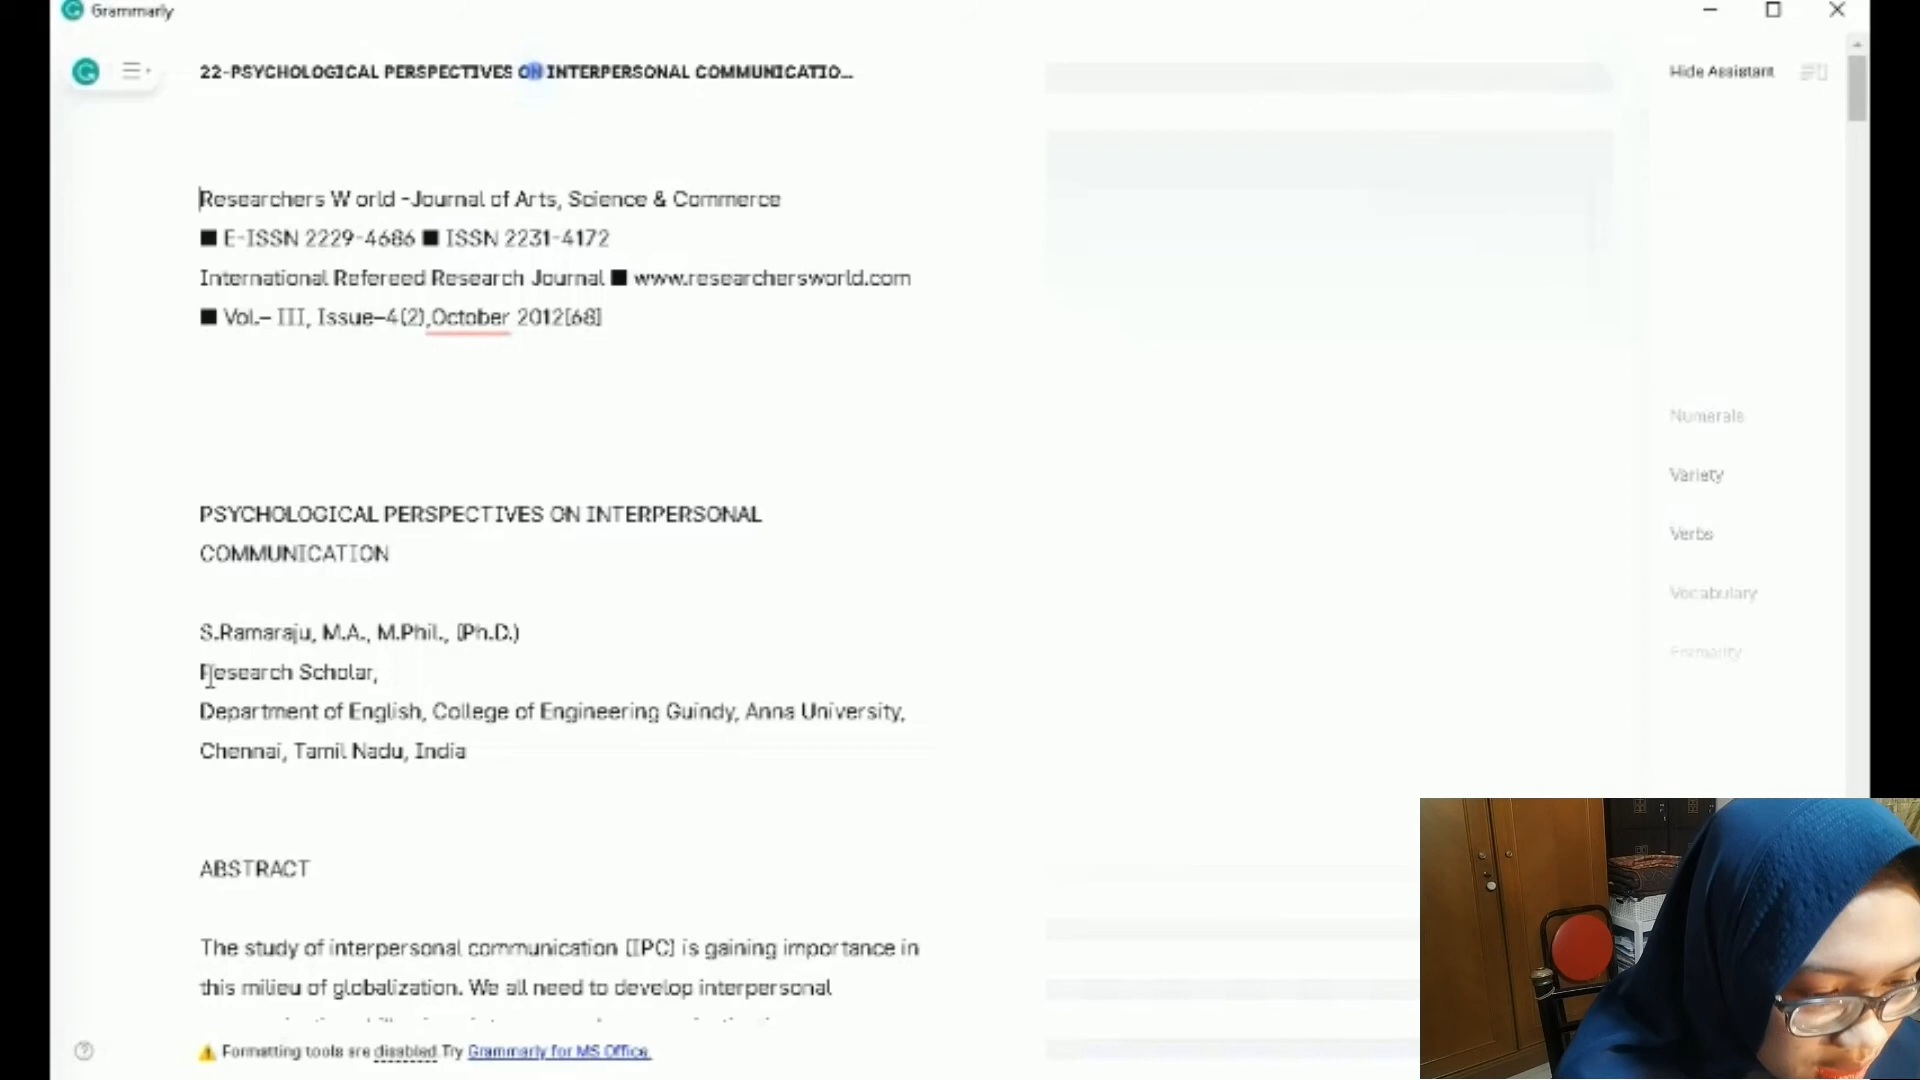 Grammarly
22-PSYCHOLOGICAL PERSPECTIVES ON INTERPERSONAL COMMUNICATIO...
Hide Assistant
Researchers W orld -Journal of Arts, Science & Commerce
■ E-ISSN 2229-4686 ■ ISSN 2231-4172
International Refereed Research Journal ■ www.researchersworld.com
■ Vol.– III, Issue–4(2),October 2012[68]
Numerals
Variety
Verbs
Vocabulary
Formality
PSYCHOLOGICAL PERSPECTIVES ON INTERPERSONAL
COMMUNICATION
S.Ramaraju, M.A., M.Phil., (Ph.D.)
Research Scholar,
Department of English, College of Engineering Guindy, Anna University,
Chennai, Tamil Nadu, India
ABSTRACT
The study of interpersonal communication (IPC) is gaining importance in
this milieu of globalization. We all need to develop interpersonal
Formatting tools are disabled. Try Grammarly for MS Office.